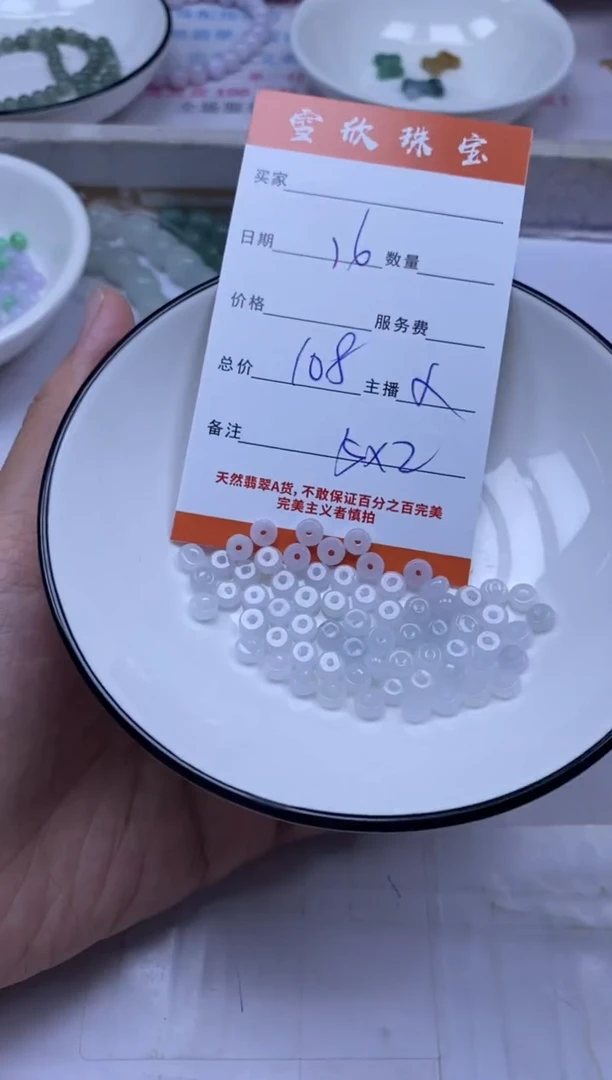 雪欣珠宝
买家
日期 16 数量
价格 服务费
总价 108 主播
备注 5×2
天然翡翠A货,不敢保证百分之百完美
完美主义者慎拍